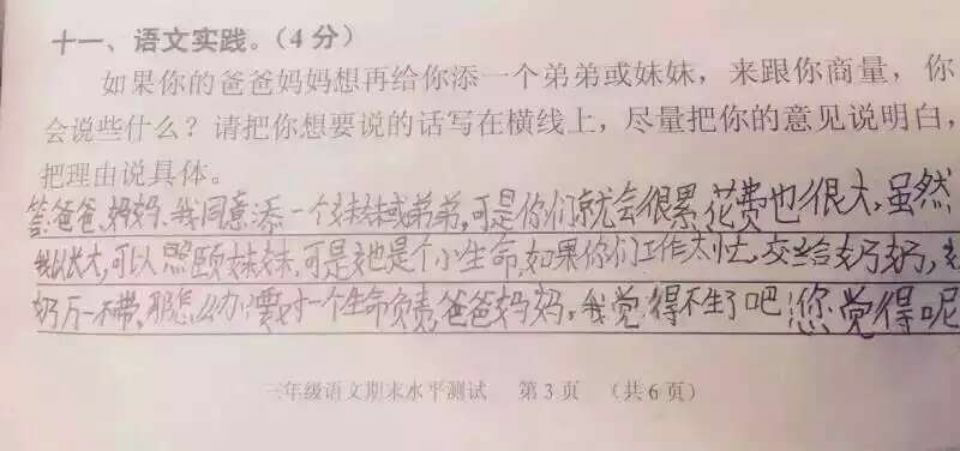 十一、语文实践。（4分）
如果你的爸爸妈妈想再给你添一个弟弟或妹妹，来跟你商量，你
会说些什么？请把你想要说的话写在横线上，尽量把你的意见说明白，
把理由说具体。
答:爸爸、妈妈、我同意添一个妹妹或弟弟,可是你们就会很累,花费也很大,虽然
我以长大,可以照顾妹妹,可是她也是个小生命,如果你们工作太忙,交给奶奶,
奶万一不带,那怎么办,要对一个生命负责,爸爸妈妈。我觉得不生了吧!您觉得呢
三年级语文期末水平测试 第3页 （共6页）